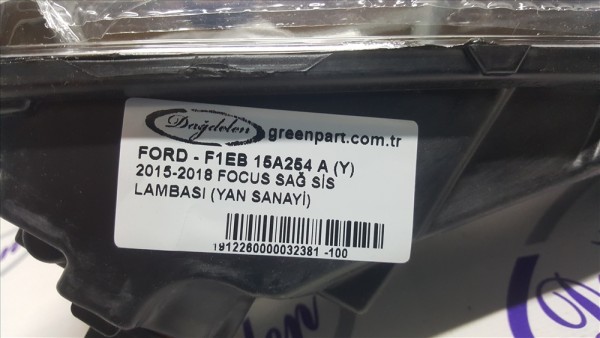 Dağdelen greenpart.com.tr
FORD - F1EB 15A254 A (Y)
2015-2018 FOCUS SAĞ SİS
LAMBASI (YAN SANAYİ)
1912260000032381 -100